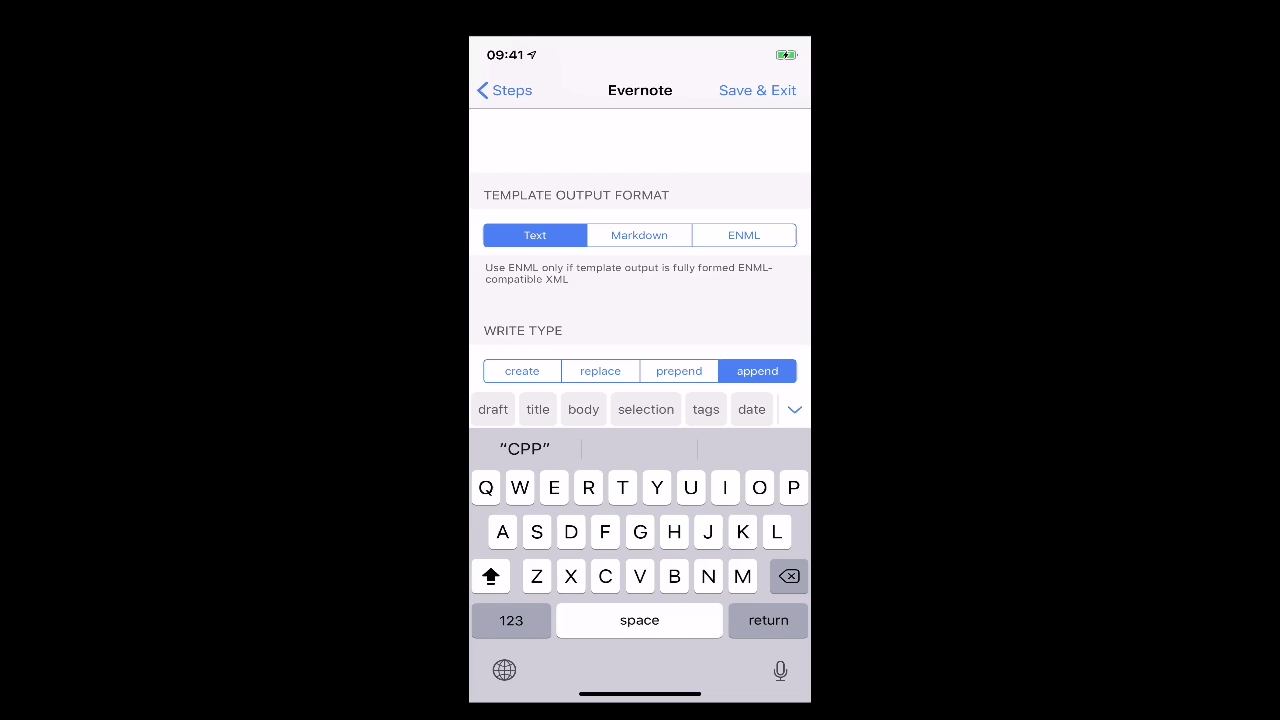 09:41
Steps Evernote Save & Exit
TEMPLATE OUTPUT FORMAT
Text Markdown ENML
Use ENML only if template output is fully formed ENML-
compatible XML
WRITE TYPE
create replace prepend append
draft title body selection tags date
“CPP”
Q W E R T Y U I O P
A S D F G H J K L
Z X C V B N M
123 space return